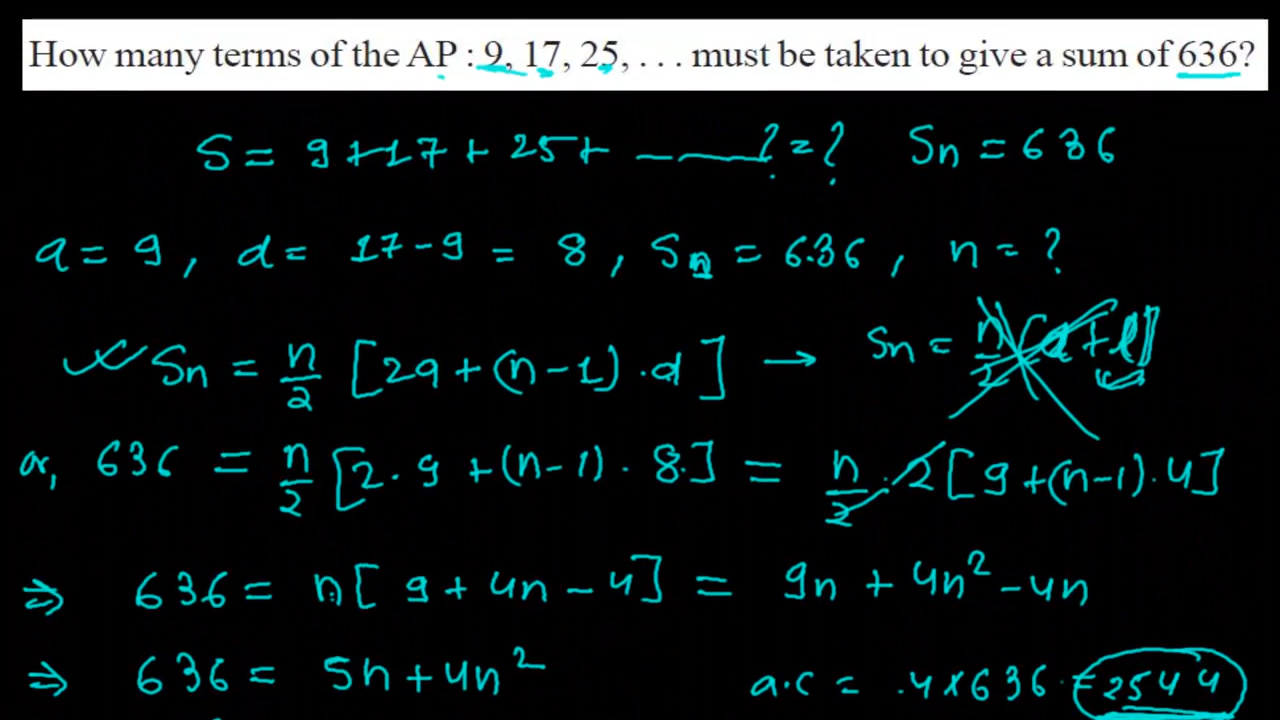 How many terms of the AP : 9, 17, 25, . . . must be taken to give a sum of 636?
S = 9+17+25+ ------? = ? Sn = 636
a = 9, d = 17-9 = 8, Sn = 636, n = ?
Sn = n/2 [2a+(n-1).d] → Sn = n/2 [a+l]
or, 636 = n/2 [2.9 +(n-1).8] = n/2 . 2[9+(n-1).4]
⇒ 636 = n[9+4n-4] = 9n + 4n² -4n
⇒ 636 = 5n+4n² a.c = .4x636 = 2544